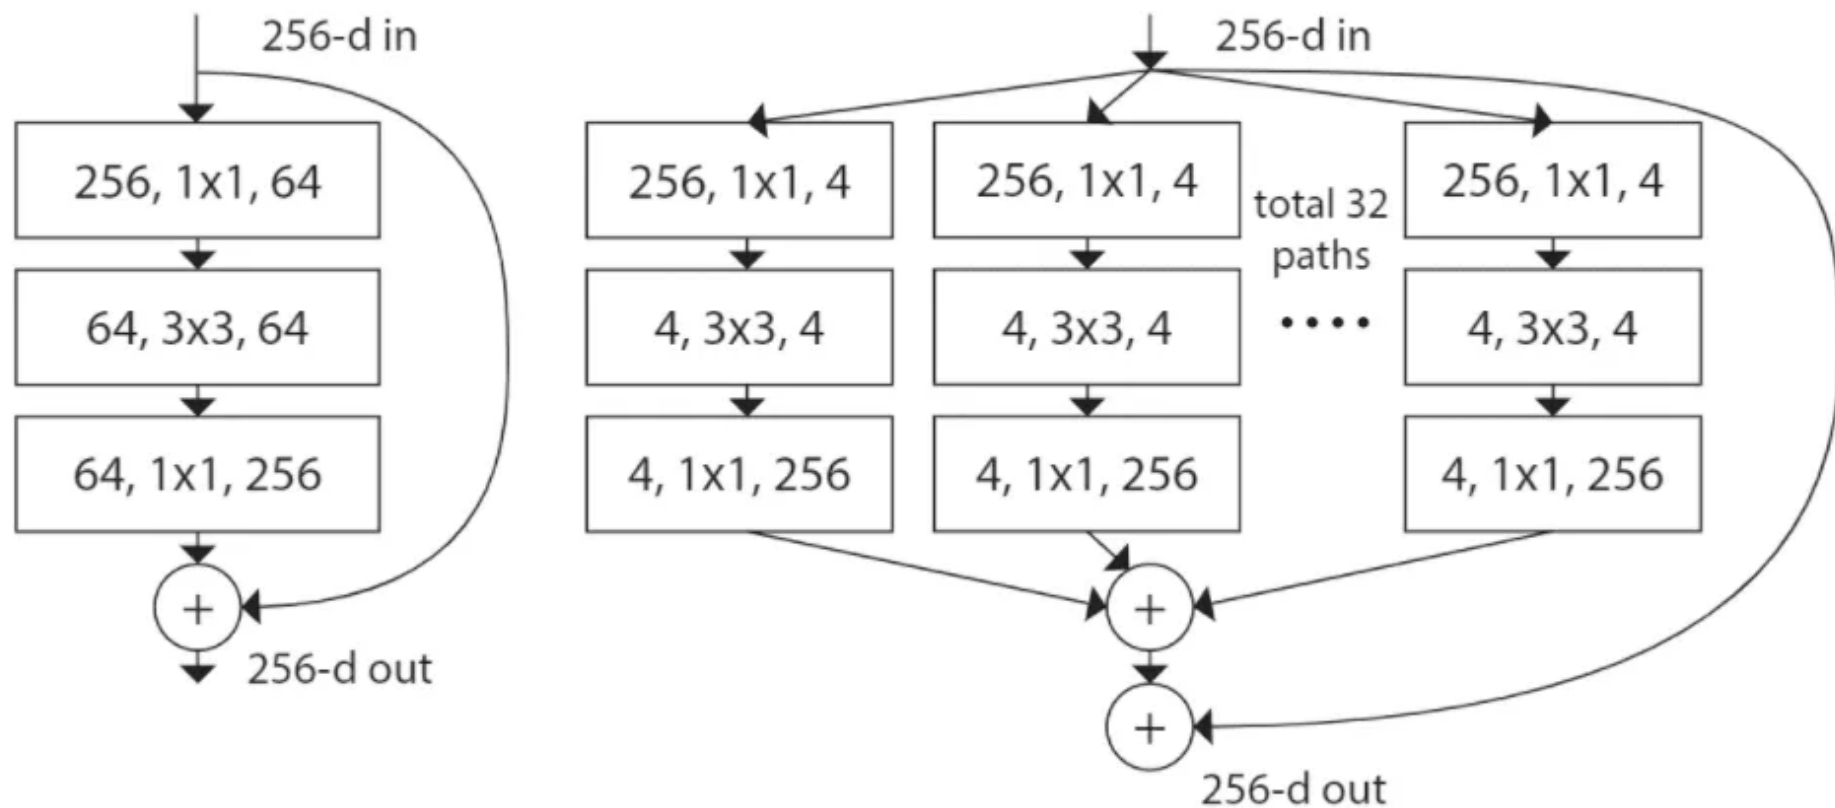 256-d in
256, 1x1, 64
64, 3x3, 64
64, 1x1, 256
+
256-d out
256-d in
256, 1x1, 4
4, 3x3, 4
4, 1x1, 256
256, 1x1, 4
4, 3x3, 4
4, 1x1, 256
total 32
paths
....
256, 1x1, 4
4, 3x3, 4
4, 1x1, 256
+
+
256-d out